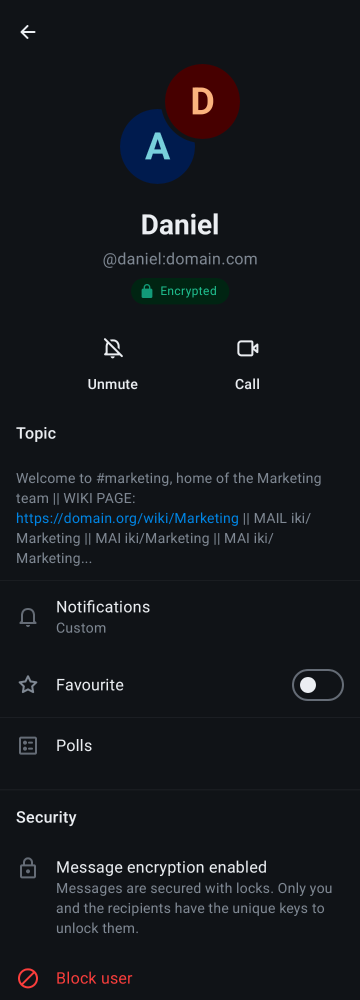 D
A
Daniel
@daniel:domain.com
Encrypted
Unmute
Call
Topic
Welcome to #marketing, home of the Marketing
team || WIKI PAGE:
https://domain.org/wiki/Marketing || MAIL iki/
Marketing || MAI iki/Marketing || MAI iki/
Marketing...
Notifications
Custom
Favourite
Polls
Security
Message encryption enabled
Messages are secured with locks. Only you
and the recipients have the unique keys to
unlock them.
Block user